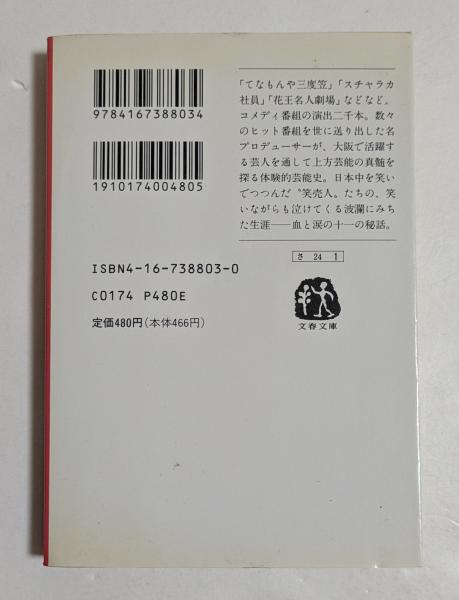 9784167388034
1910174004805
ISBN4-16-738803-0
C0174 P480E
定価480円(本体466円)
「てなもんや三度笠」「スチャラカ
社員」「花王名人劇場」などなど。
コメディ番組の演出二千本。数々
のヒット番組を世に送り出した名
プロデューサーが、大阪で活躍す
る芸人を通して上方芸能の真髄を
探る体験的芸能史。日本中を笑い
でつつんだ〝笑売人〟たちの、笑
いながらも泣けてくる波瀾にみち
た生涯——血と涙の十一の秘話。
さ 24 1
文春文庫